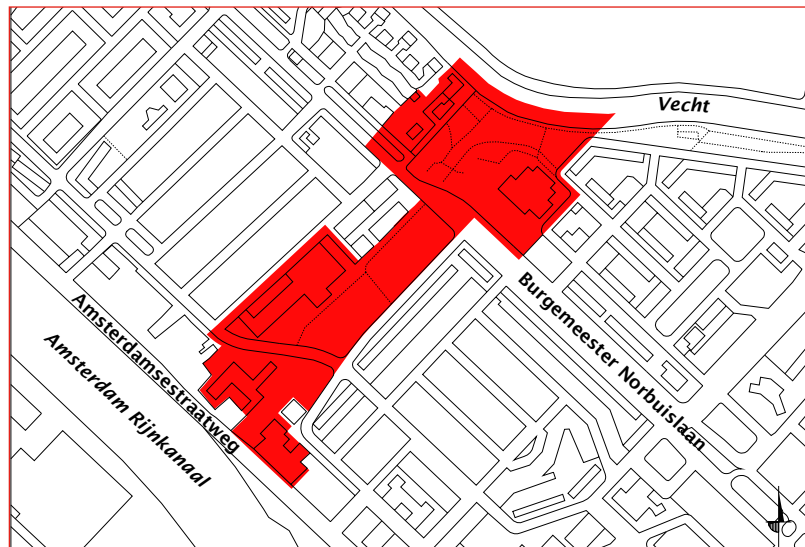 Vecht
Burgemeester Norbuislaan
Amsterdamsestraatweg
Amsterdam Rijnkanaal